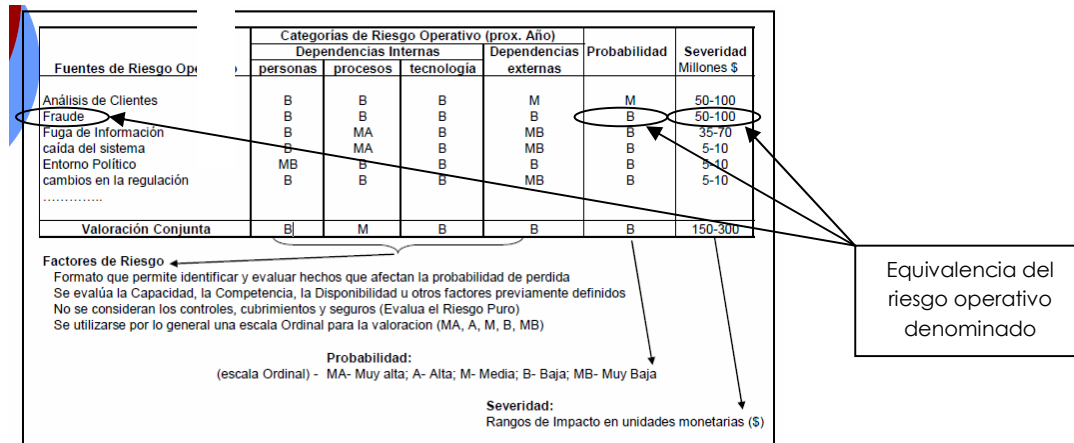 Categorías de Riesgo Operativo (prox. Año)
Dependencias Internas Dependencias Probabilidad Severidad
Fuentes de Riesgo Ope o personas procesos tecnología externas Millones $
Análisis de Clientes B B B M M 50-100
Fraude B B B B B 50-100
Fuga de Información B MA B MB B 35-70
caída del sistema B MA B MB B 5-10
Entorno Político MB B B B B 5-10
cambios en la regulación B B B MB B 5-10
…………..
Valoración Conjunta B M B B B 150-300
Factores de Riesgo
Formato que permite identificar y evaluar hechos que afectan la probabilidad de perdida
Se evalúa la Capacidad, la Competencia, la Disponibilidad u otros factores previamente definidos
No se consideran los controles, cubrimientos y seguros (Evalua el Riesgo Puro)
Se utilizarse por lo general una escala Ordinal para la valoracion (MA, A, M, B, MB)
Probabilidad:
(escala Ordinal) - MA- Muy alta; A- Alta; M- Media; B- Baja; MB- Muy Baja
Severidad:
Rangos de Impacto en unidades monetarias ($)
Equivalencia del
riesgo operativo
denominado